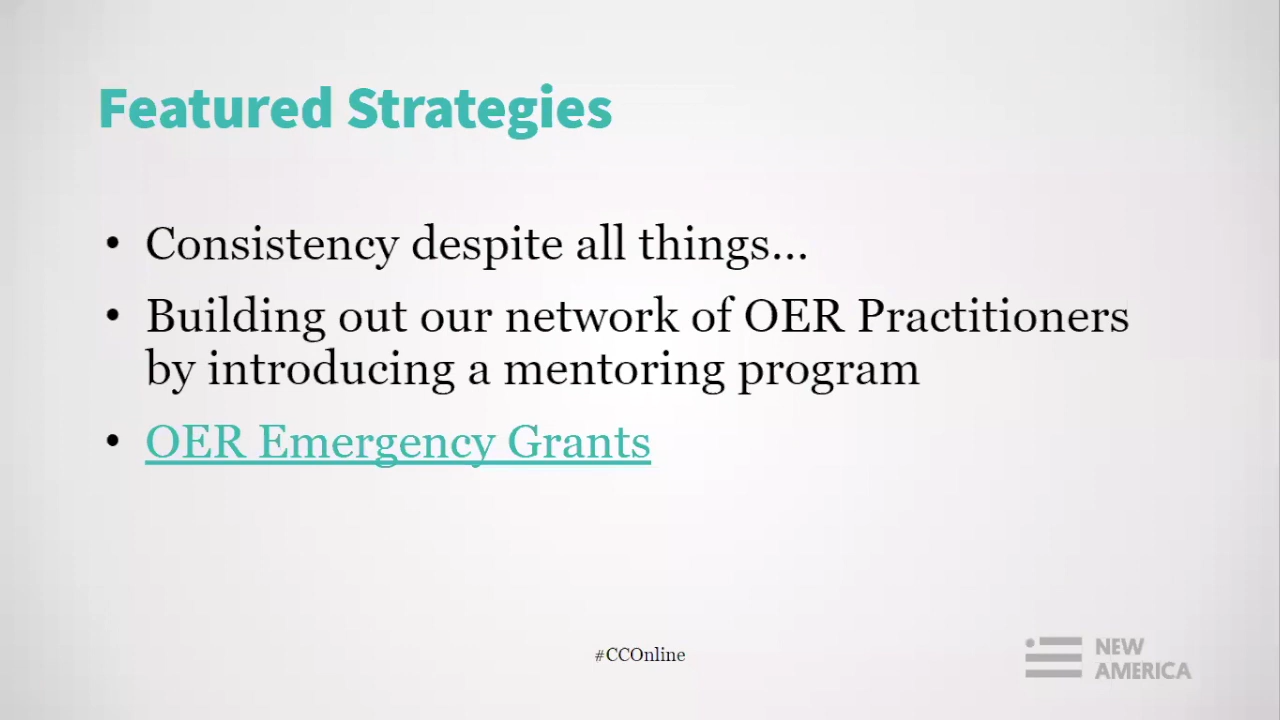 Featured Strategies
• Consistency despite all things...
• Building out our network of OER Practitioners
by introducing a mentoring program
• OER Emergency Grants
#CCOnline
NEW
AMERICA